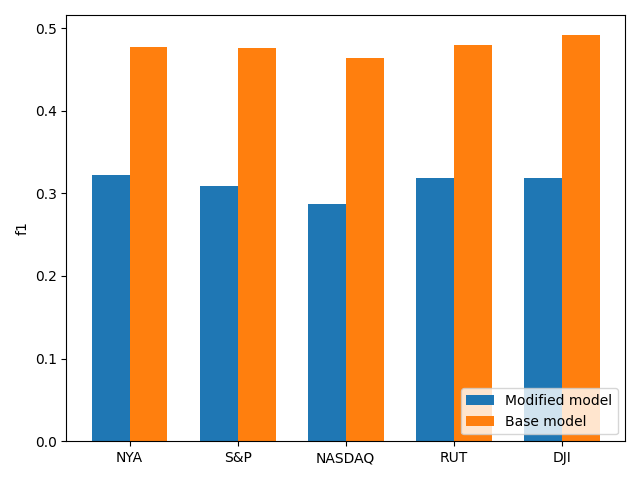 0.5
0.4
0.3
0.2
0.1
0.0
f1
NYA
S&P
NASDAQ
RUT
DJI
Modified model
Base model